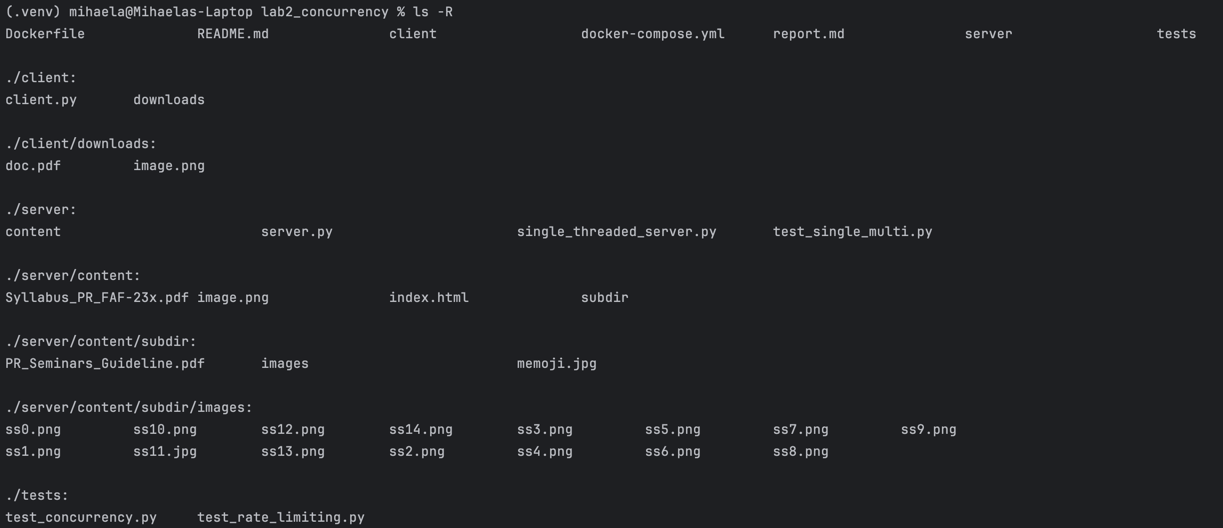 (.venv) mihaela@Mihaelas-Laptop lab2_concurrency % ls -R
Dockerfile README.md client docker-compose.yml report.md server tests
./client:
client.py downloads
./client/downloads:
doc.pdf image.png
./server:
content server.py single_threaded_server.py test_single_multi.py
./server/content:
Syllabus_PR_FAF-23x.pdf image.png index.html subdir
./server/content/subdir:
PR_Seminars_Guideline.pdf images memoji.jpg
./server/content/subdir/images:
ss0.png ss10.png ss12.png ss14.png ss3.png ss5.png ss7.png ss9.png
ss1.png ss11.jpg ss13.png ss2.png ss4.png ss6.png ss8.png
./tests:
test_concurrency.py test_rate_limiting.py